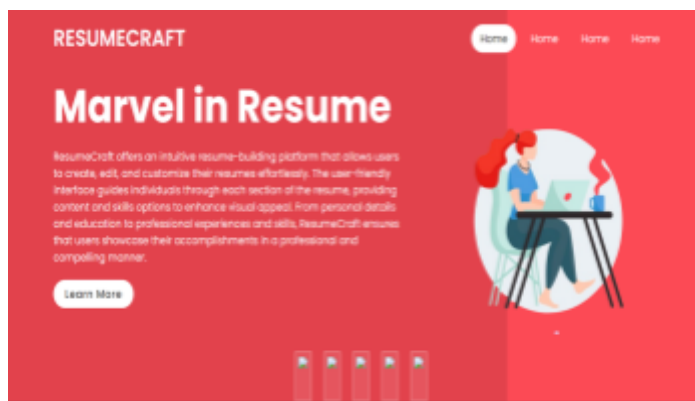 RESUMECRAFT
Home Home Home Home
Marvel in Resume
ResumeCraft offers an intuitive resume-building platform that allows users
to create, edit, and customize their resumes effortlessly. The user-friendly
interface guides individuals through each section of the resume, providing
content and skills options to enhance visual appeal. From personal details
and education to professional experiences and skills, ResumeCraft ensures
that users showcase their accomplishments in a professional and
compelling manner.
Learn More